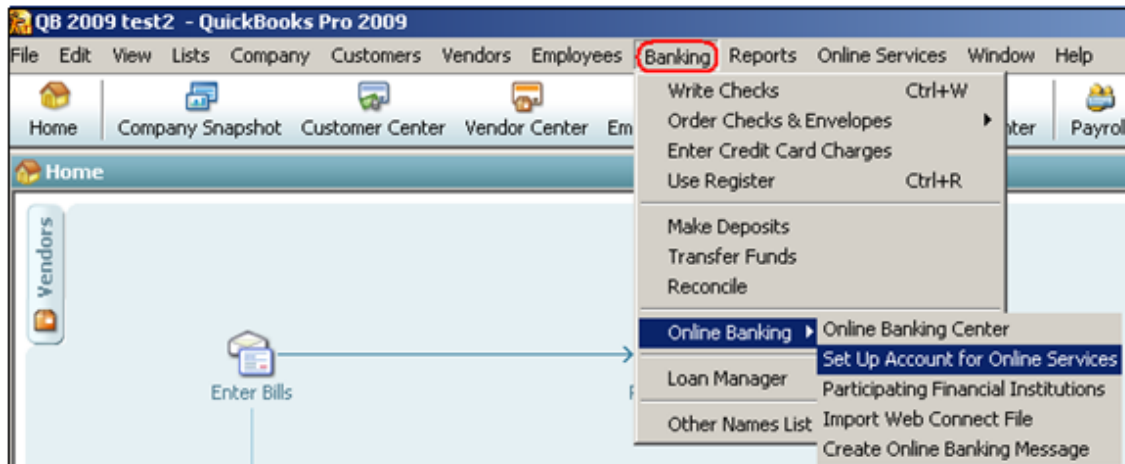 QB 2009 test2 - QuickBooks Pro 2009
File Edit View Lists Company Customers Vendors Employees Banking Reports Online Services Window Help
Home Company Snapshot Customer Center Vendor Center
Home
Vendors
Enter Bills
Write Checks Ctrl+W
Order Checks & Envelopes
Enter Credit Card Charges
Use Register Ctrl+R
Make Deposits
Transfer Funds
Reconcile
Online Banking
Loan Manager
Other Names List
Online Banking Center
Set Up Account for Online Services
Participating Financial Institutions
Import Web Connect File
Create Online Banking Message